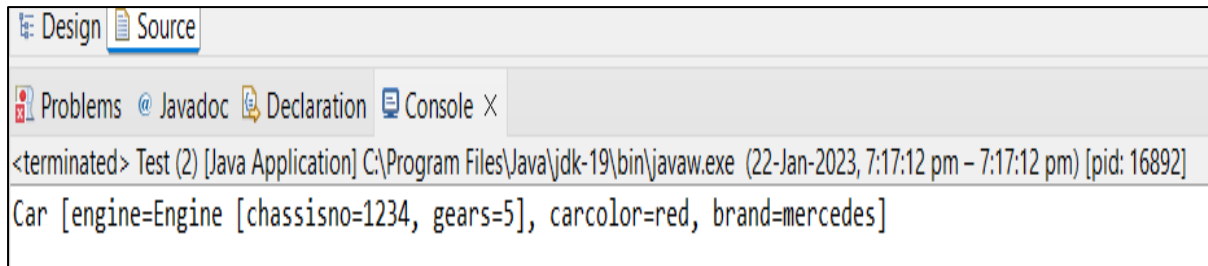 Design Source
Problems @ Javadoc Declaration Console ×
<terminated> Test (2) [Java Application] C:\Program Files\Java\jdk-19\bin\javaw.exe (22-Jan-2023, 7:17:12 pm – 7:17:12 pm) [pid: 16892]
Car [engine=Engine [chassisno=1234, gears=5], carcolor=red, brand=mercedes]